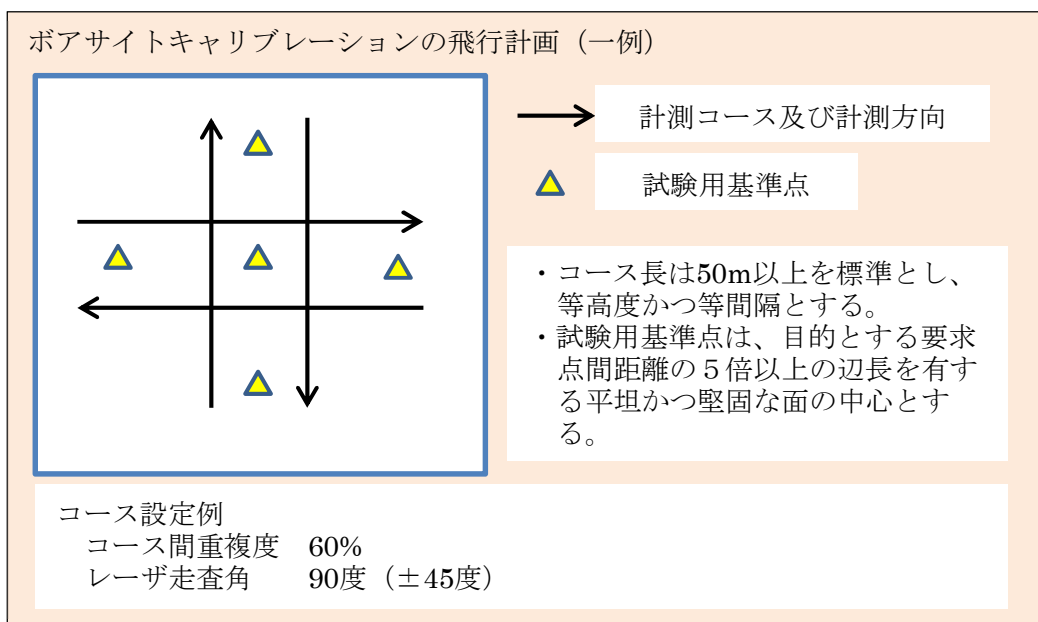 ボアサイトキャリブレーションの飛行計画（一例）
計測コース及び計測方向
試験用基準点
・コース長は50m以上を標準とし、
等高度かつ等間隔とする。
・試験用基準点は、目的とする要求
点間距離の５倍以上の辺長を有す
る平坦かつ堅固な面の中心とす
る。
コース設定例
コース間重複度　60%
レーザ走査角　　90度（±45度）